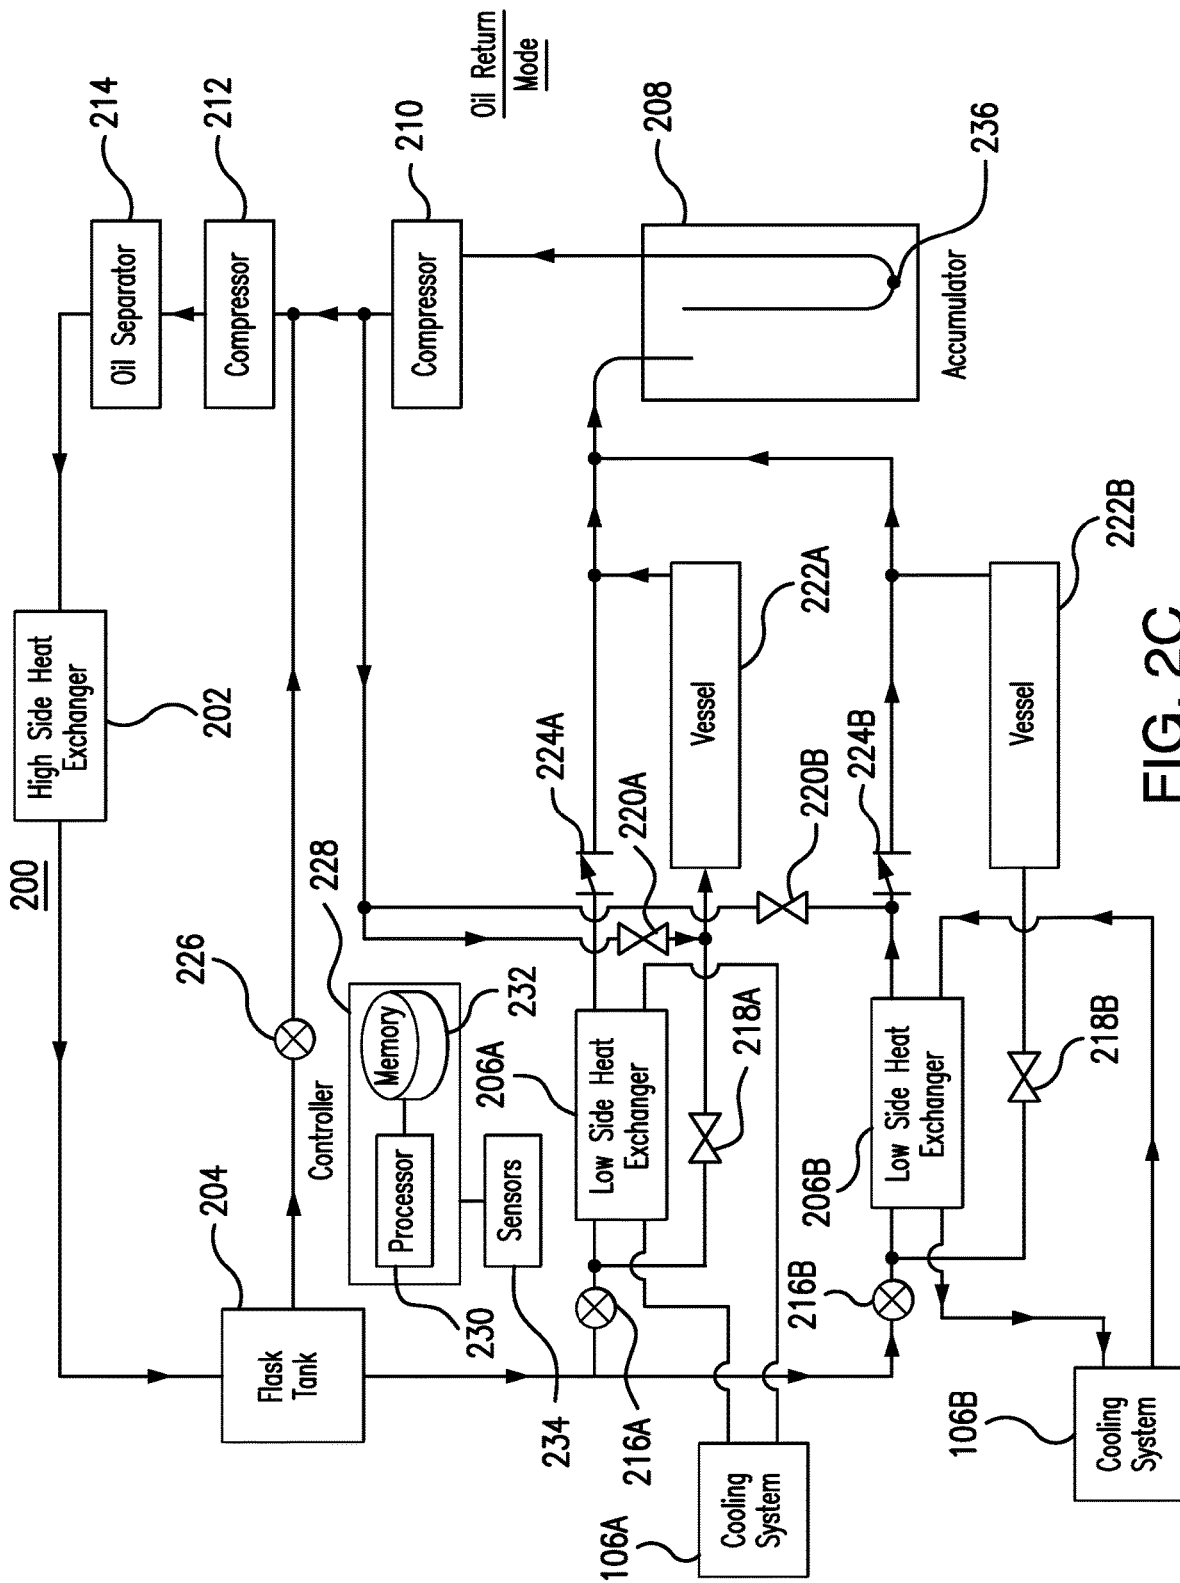 200
High Side Heat
Exchanger
202
Oil Separator
214
Compressor
212
Compressor
210
Oil Return
Mode
226
Flask
Tank
204
Controller
228
Memory
232
Processor
230
Sensors
234
Low Side Heat
Exchanger
206A
216A
218A
220A
224A
Vessel
222A
Accumulator
208
236
Cooling
System
106A
Low Side Heat
Exchanger
206B
216B
218B
220B
224B
Vessel
222B
Cooling
System
106B
FIG. 2C